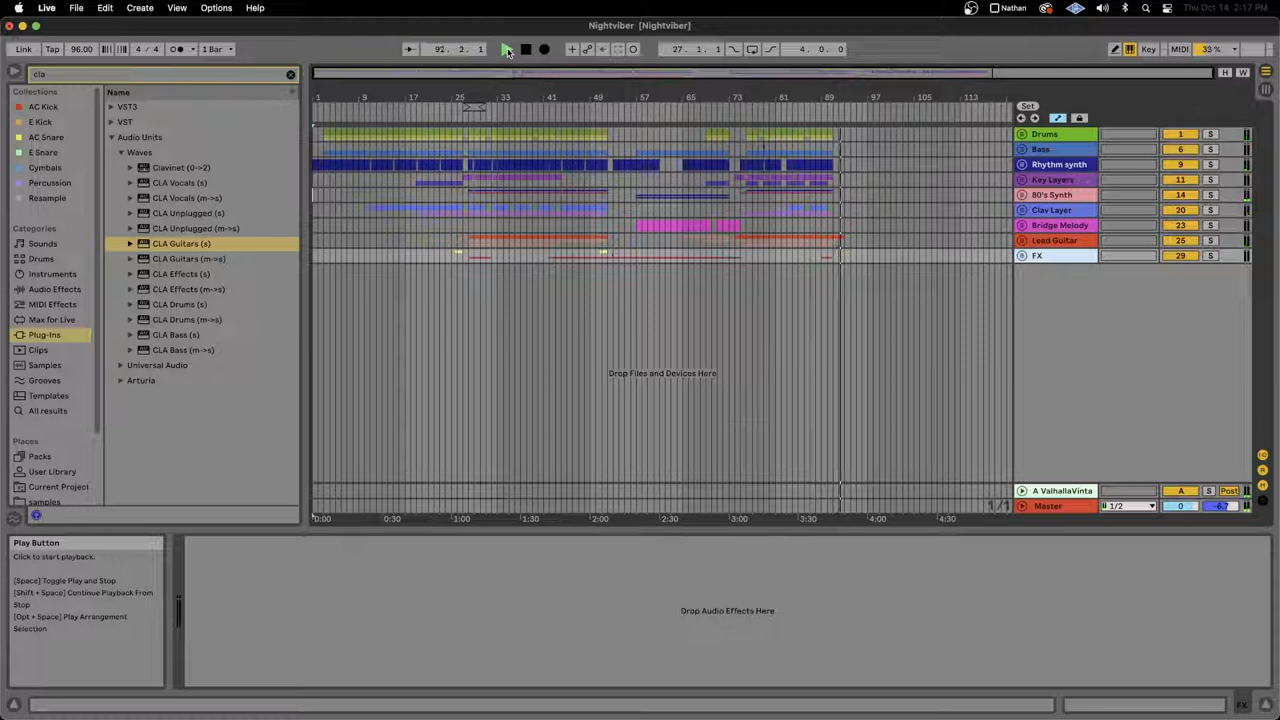 Live File Edit Create View Options Help
Nathan
Thu Oct 14 2:17 PM
Nightviber [Nightviber]
Link Tap 96.00 4 / 4 1 Bar 92. 2. 1 27. 1. 1 4. 0. 0 Key MIDI 33 %
cla
H W
Collections
AC Kick
E Kick
AC Snare
E Snare
Cymbals
Percussion
Resample
Categories
Sounds
Drums
Instruments
Audio Effects
MIDI Effects
Max for Live
Plug-Ins
Clips
Samples
Grooves
Templates
All results
Places
Packs
User Library
Current Project
samples
Name
VST3
VST
Audio Units
Waves
Clavinet (0->2)
CLA Vocals (s)
CLA Vocals (m->s)
CLA Unplugged (s)
CLA Unplugged (m->s)
CLA Guitars (s)
CLA Guitars (m->s)
CLA Effects (s)
CLA Effects (m->s)
CLA Drums (s)
CLA Drums (m->s)
CLA Bass (s)
CLA Bass (m->s)
Universal Audio
Arturia
1 9 17 25 33 41 49 57 65 73 81 89 97 105 113
Set
Drums 1 S
Bass 6 S
Rhythm synth 9 S
Key Layers 11 S
80's Synth 14 S
Clav Layer 20 S
Bridge Melody 23 S
Lead Guitar 25 S
FX 29 S
Drop Files and Devices Here
A ValhallaVinta A S Post
1/1
Master 1/2 0 -6.7
0:00 0:30 1:00 1:30 2:00 2:30 3:00 3:30 4:00 4:30
Play Button
Click to start playback.
[Space] Toggle Play and Stop
[Shift + Space] Continue Playback From
Stop
[Opt + Space] Play Arrangement
Selection
Drop Audio Effects Here
FX